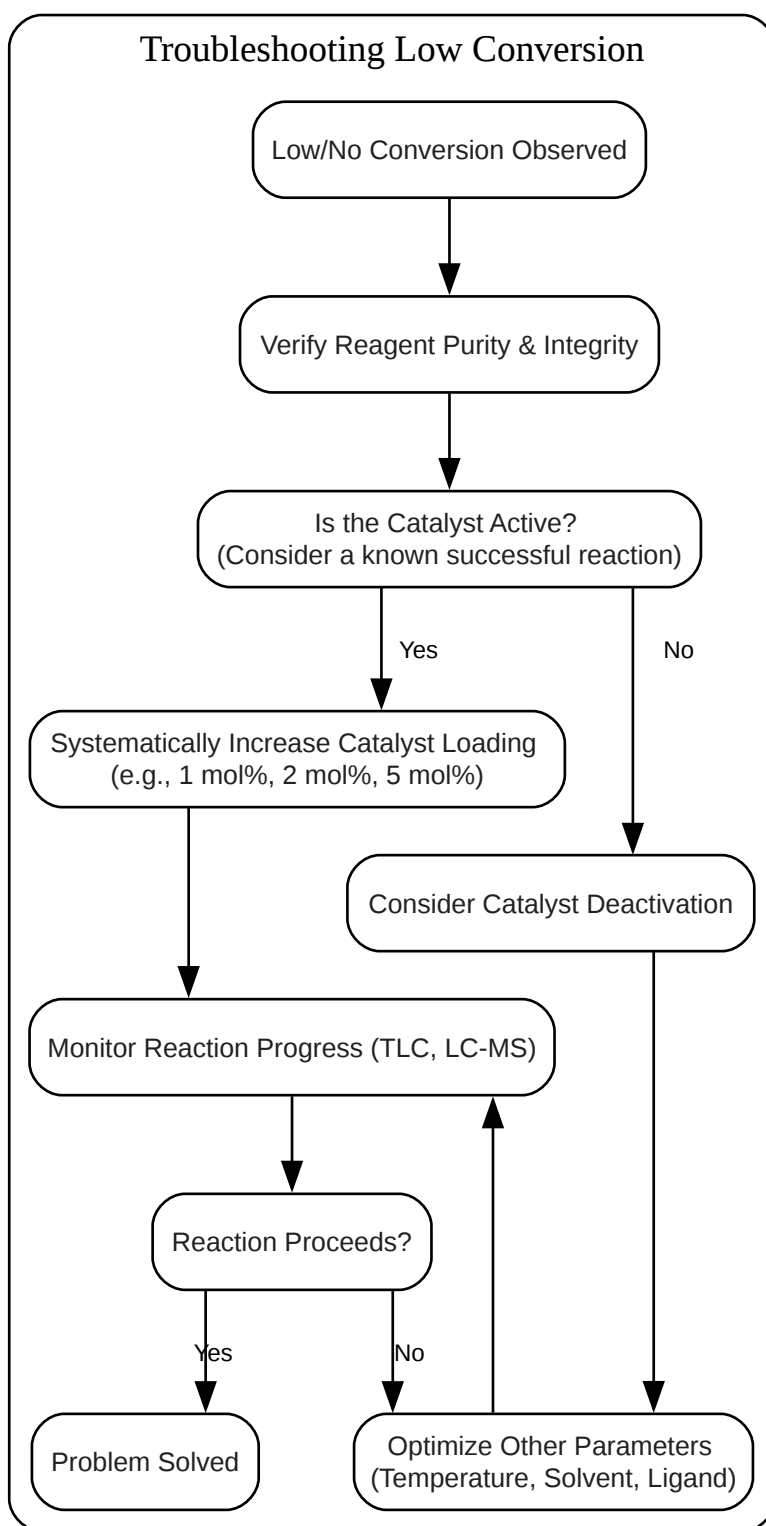 Troubleshooting Low Conversion
Low/No Conversion Observed
Verify Reagent Purity & Integrity
Is the Catalyst Active?
(Consider a known successful reaction)
Yes
No
Systematically Increase Catalyst Loading
(e.g., 1 mol%, 2 mol%, 5 mol%)
Consider Catalyst Deactivation
Monitor Reaction Progress (TLC, LC-MS)
Reaction Proceeds?
Yes
No
Problem Solved
Optimize Other Parameters
(Temperature, Solvent, Ligand)